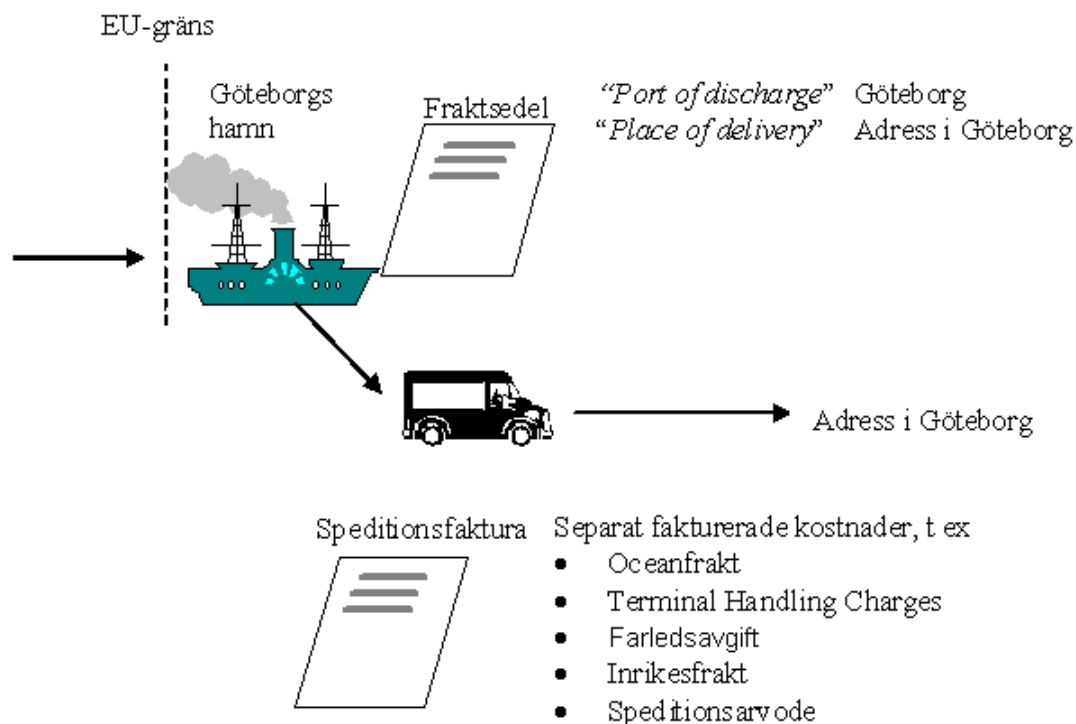 EU-gräns
Göteborgs
hamn
Fraktsedel
“Port of discharge” Göteborg
“Place of delivery” Adress i Göteborg
Adress i Göteborg
Speditionsfaktura
Separat fakturerade kostnader, t ex
• Oceanfrakt
• Terminal Handling Charges
• Farledsavgift
• Inrikesfrakt
• Speditionsarvode